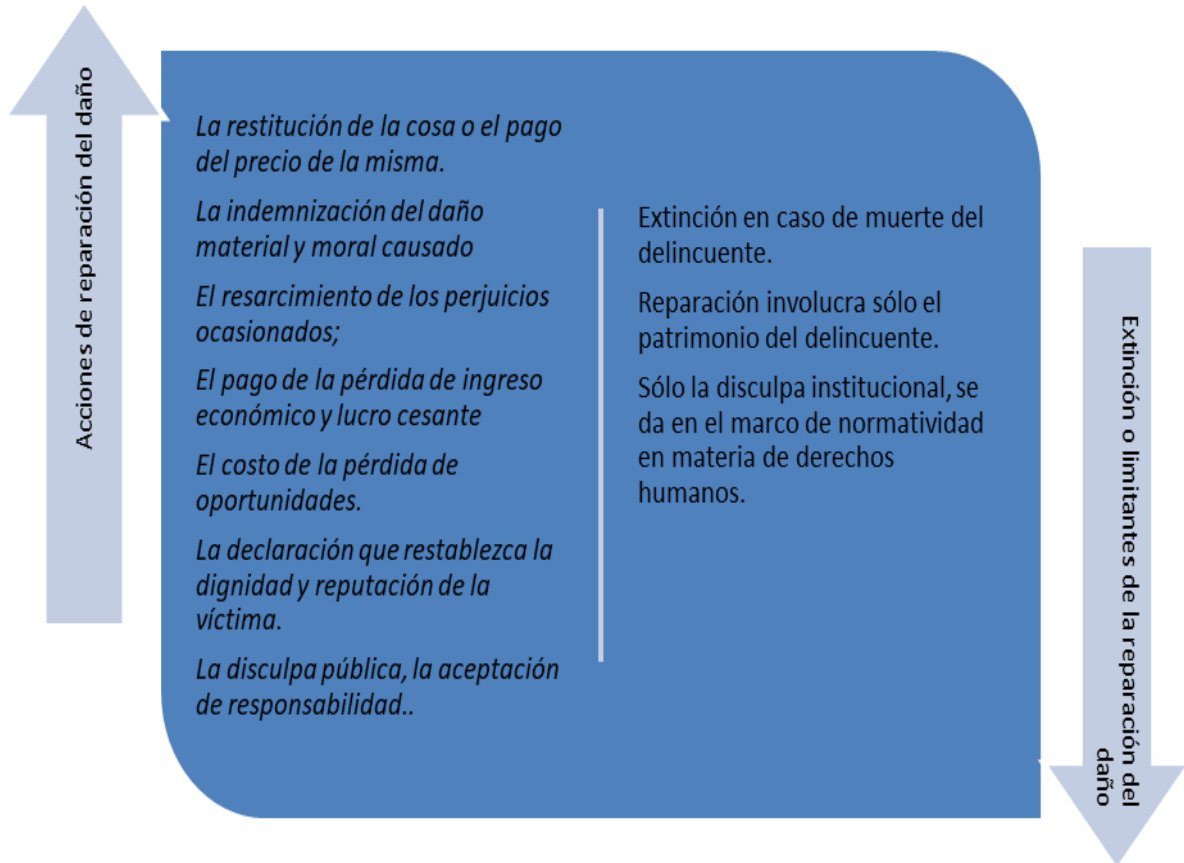 Acciones de reparación del daño
La restitución de la cosa o el pago
del precio de la misma.
La indemnización del daño
material y moral causado
El resarcimiento de los perjuicios
ocasionados;
El pago de la pérdida de ingreso
económico y lucro cesante
El costo de la pérdida de
oportunidades.
La declaración que restablezca la
dignidad y reputación de la
víctima.
La disculpa pública, la aceptación
de responsabilidad..
Extinción en caso de muerte del
delincuente.
Reparación involucra sólo el
patrimonio del delincuente.
Sólo la disculpa institucional, se
da en el marco de normatividad
en materia de derechos
humanos.
Extinción o limitantes de la reparación del
daño